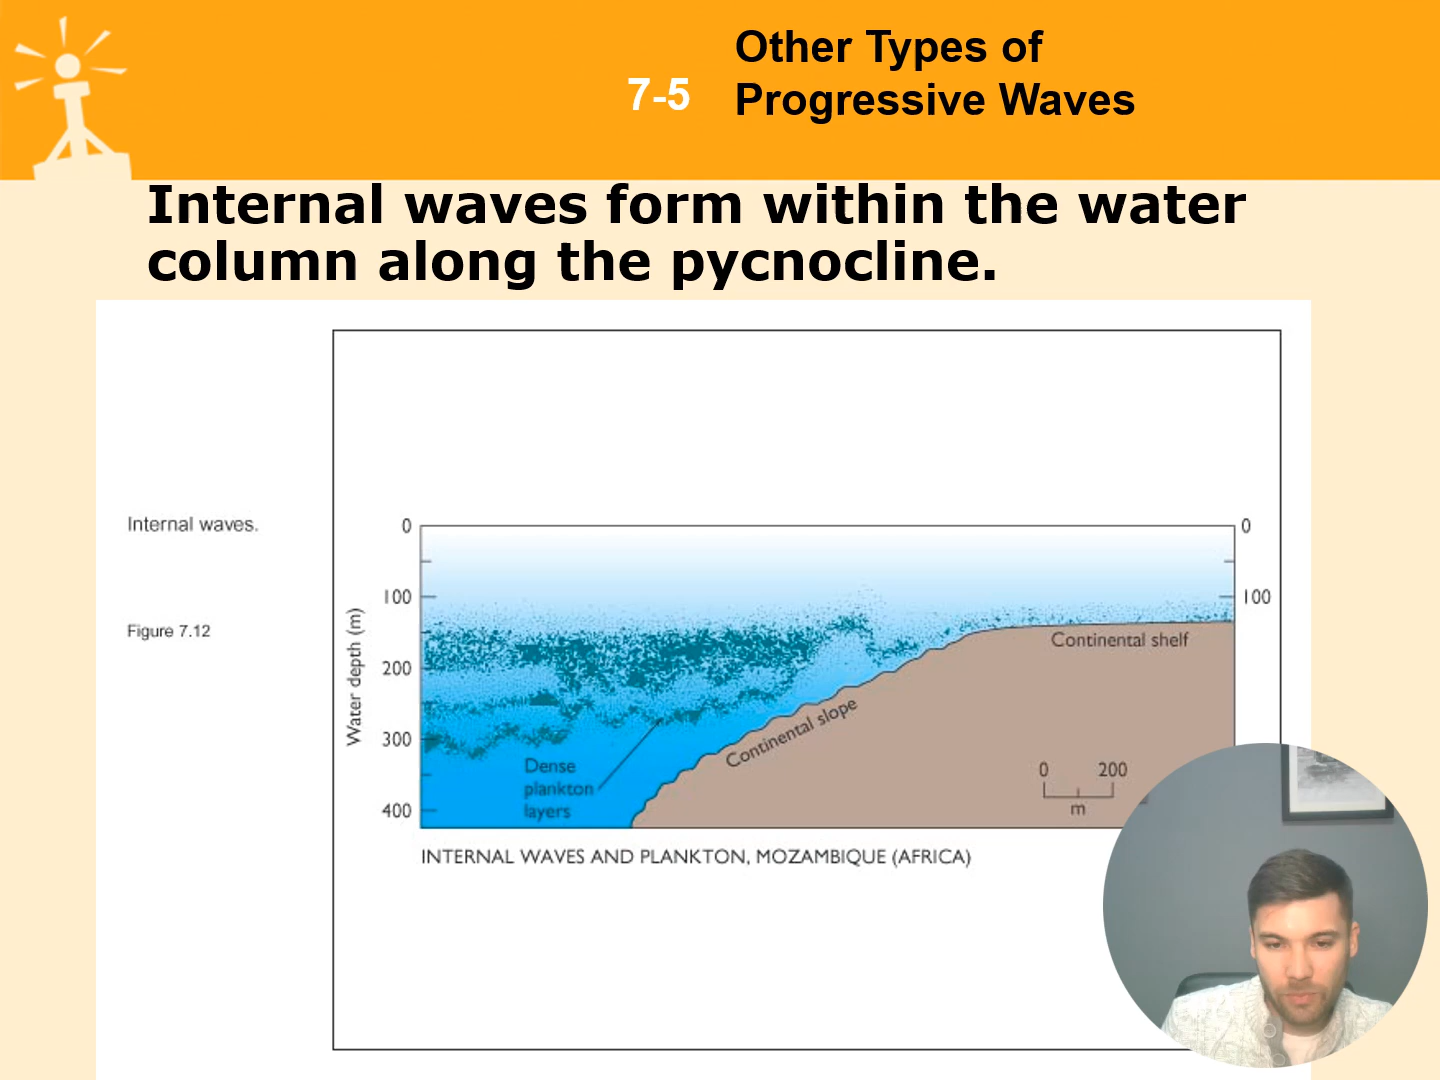 Other Types of
7-5 Progressive Waves
Internal waves form within the water
column along the pycnocline.
Internal waves.
Figure 7.12
Water depth (m)
0
100
200
300
400
0
100
Continental shelf
Continental slope
Dense
plankton
layers
0 200
m
INTERNAL WAVES AND PLANKTON, MOZAMBIQUE (AFRICA)